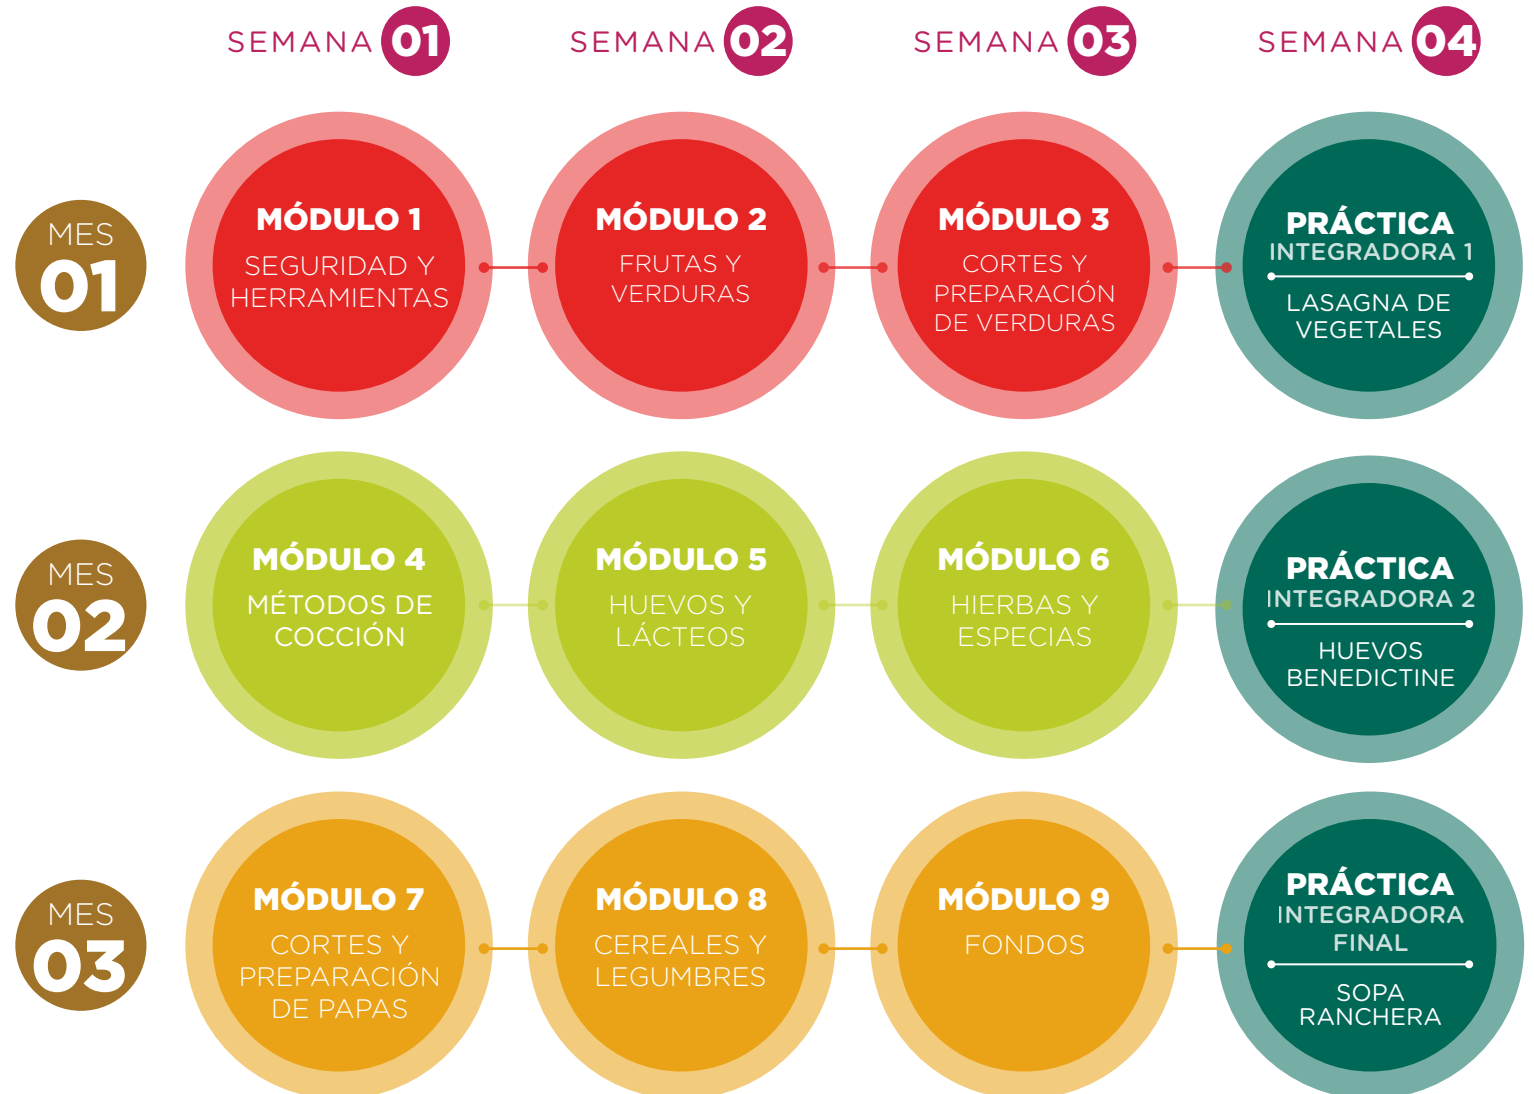 SEMANA 01
SEMANA 02
SEMANA 03
SEMANA 04
MES
01
MÓDULO 1
SEGURIDAD Y
HERRAMIENTAS
MÓDULO 2
FRUTAS Y
VERDURAS
MÓDULO 3
CORTES Y
PREPARACIÓN
DE VERDURAS
PRÁCTICA
INTEGRADORA 1
LASAGNA DE
VEGETALES
MES
02
MÓDULO 4
MÉTODOS DE
COCCIÓN
MÓDULO 5
HUEVOS Y
LÁCTEOS
MÓDULO 6
HIERBAS Y
ESPECIAS
PRÁCTICA
INTEGRADORA 2
HUEVOS
BENEDICTINE
MES
03
MÓDULO 7
CORTES Y
PREPARACIÓN
DE PAPAS
MÓDULO 8
CEREALES Y
LEGUMBRES
MÓDULO 9
FONDOS
PRÁCTICA
INTEGRADORA
FINAL
SOPA
RANCHERA